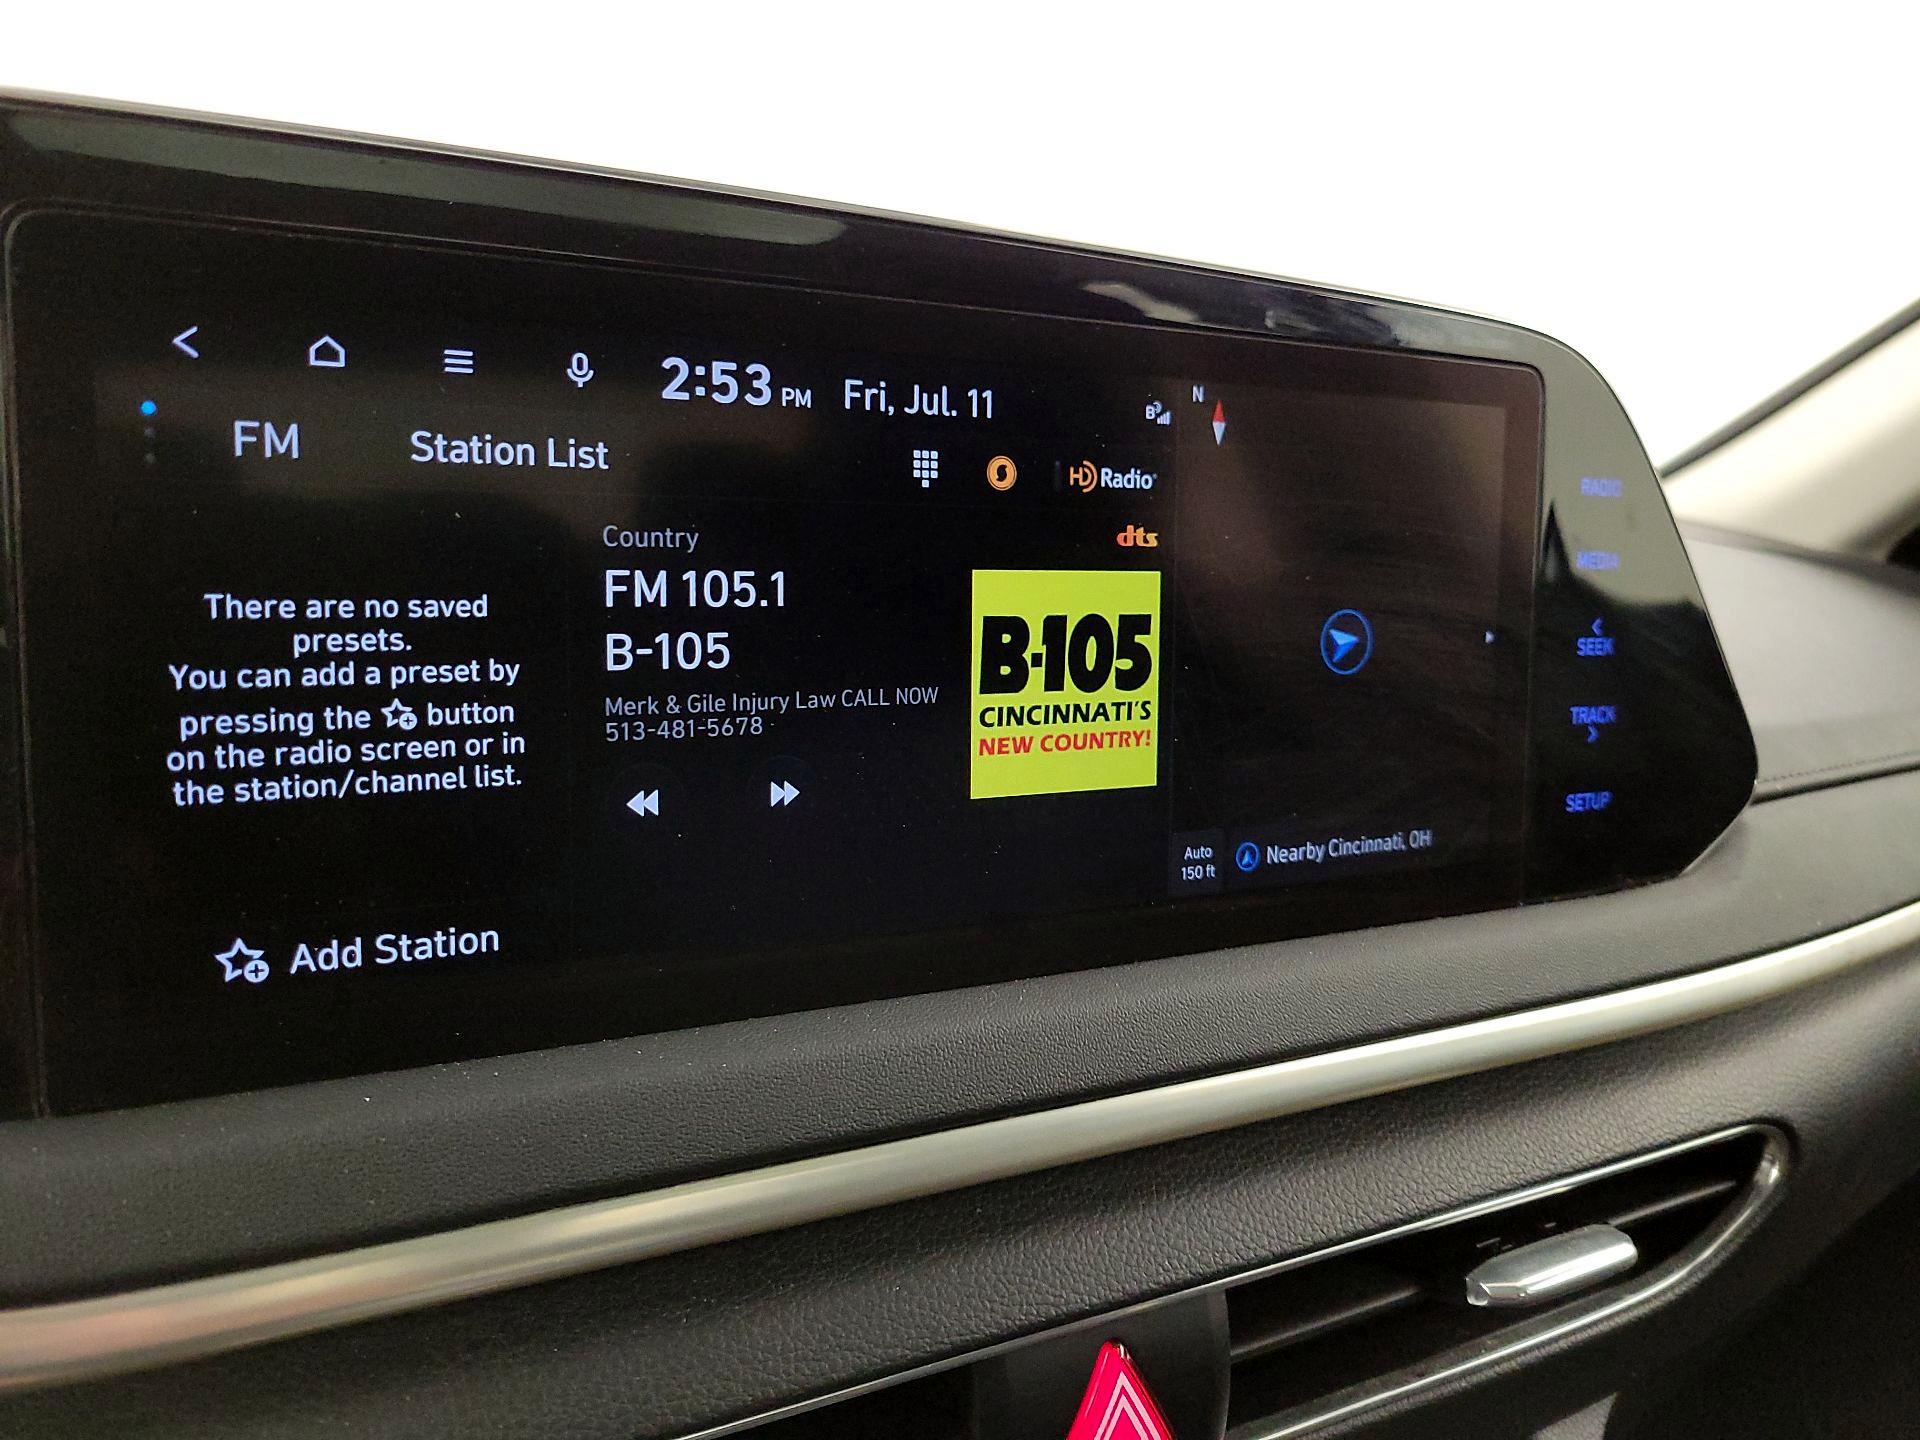 2:53 PM Fri, Jul. 11
N
FM Station List
HD Radio
RADIO
MEDIA
SEEK
TRACK
SETUP
Country
dts
FM 105.1
B-105
Merk & Gile Injury Law CALL NOW
513-481-5678
B-105
CINCINNATI'S
NEW COUNTRY!
There are no saved
presets.
You can add a preset by
pressing the button
on the radio screen or in
the station/channel list.
Add Station
Auto
150 ft
Nearby Cincinnati, OH